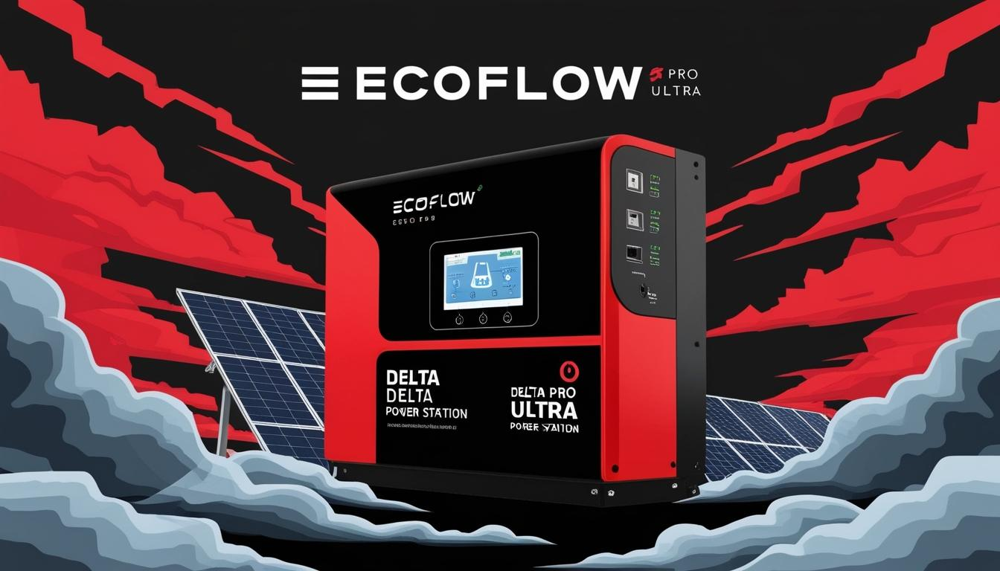 ECOFLOW
PRO
ULTRA
ECOFLOW
DELTA
DELTA
POWER STATION
DELTA PRO
ULTRA